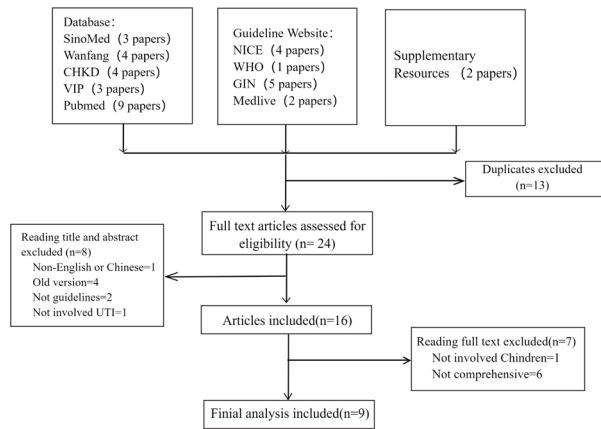 Database:
SinoMed (3 papers)
Wanfang (4 papers)
CHKD (4 papers)
VIP (3 papers)
Pubmed (9 papers)
Guideline Website:
NICE (4 papers)
WHO (1 papers)
GIN (5 papers)
Medlive (2 papers)
Supplementary
Resources (2 papers)
Duplicates excluded
(n=13)
Full text articles assessed for
eligibility (n= 24)
Reading title and abstract
excluded (n=8)
Non-English or Chinese=1
Old version=4
Not guidelines=2
Not involved UTI=1
Articles included(n=16)
Reading full text excluded(n=7)
Not involved Chindren=1
Not comprehensive=6
Finial analysis included(n=9)